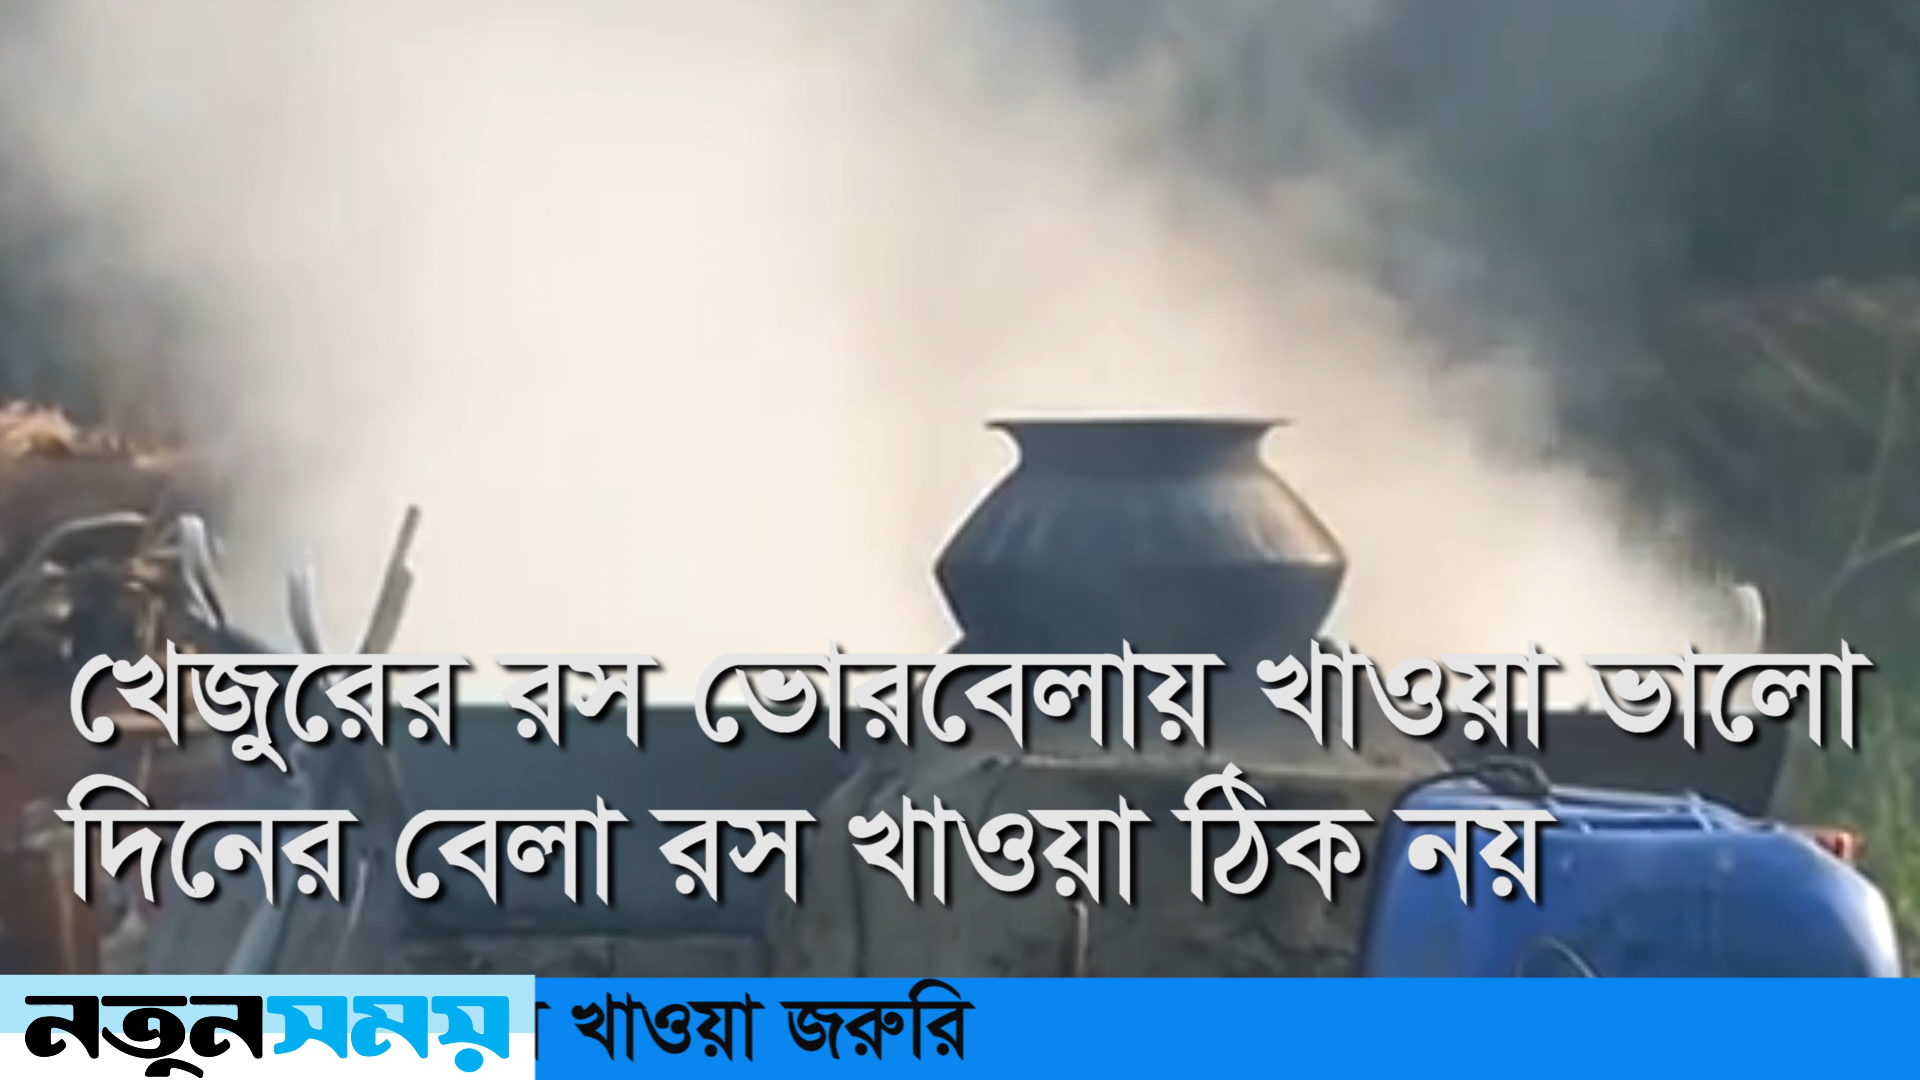 খেজুরের রস ভোরবেলায় খাওয়া ভালো
দিনের বেলা রস খাওয়া ঠিক নয়
নতুনসময় খাওয়া জরুরি